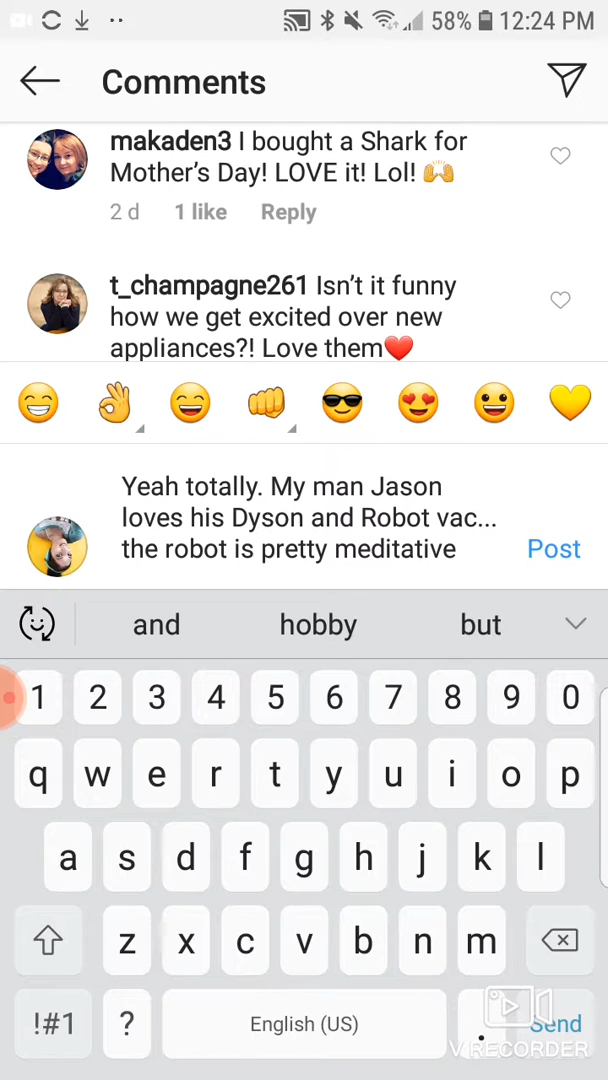 58% 12:24 PM
Comments
makaden3 I bought a Shark for
Mother's Day! LOVE it! Lol! 🙌
2 d 1 like Reply
t_champagne261 Isn't it funny
how we get excited over new
appliances?! Love them❤️
Yeah totally. My man Jason
loves his Dyson and Robot vac...
the robot is pretty meditative
Post
and hobby but
1 2 3 4 5 6 7 8 9 0
q w e r t y u i o p
a s d f g h j k l
z x c v b n m
!#1 ? English (US) . Send
V RECORDER